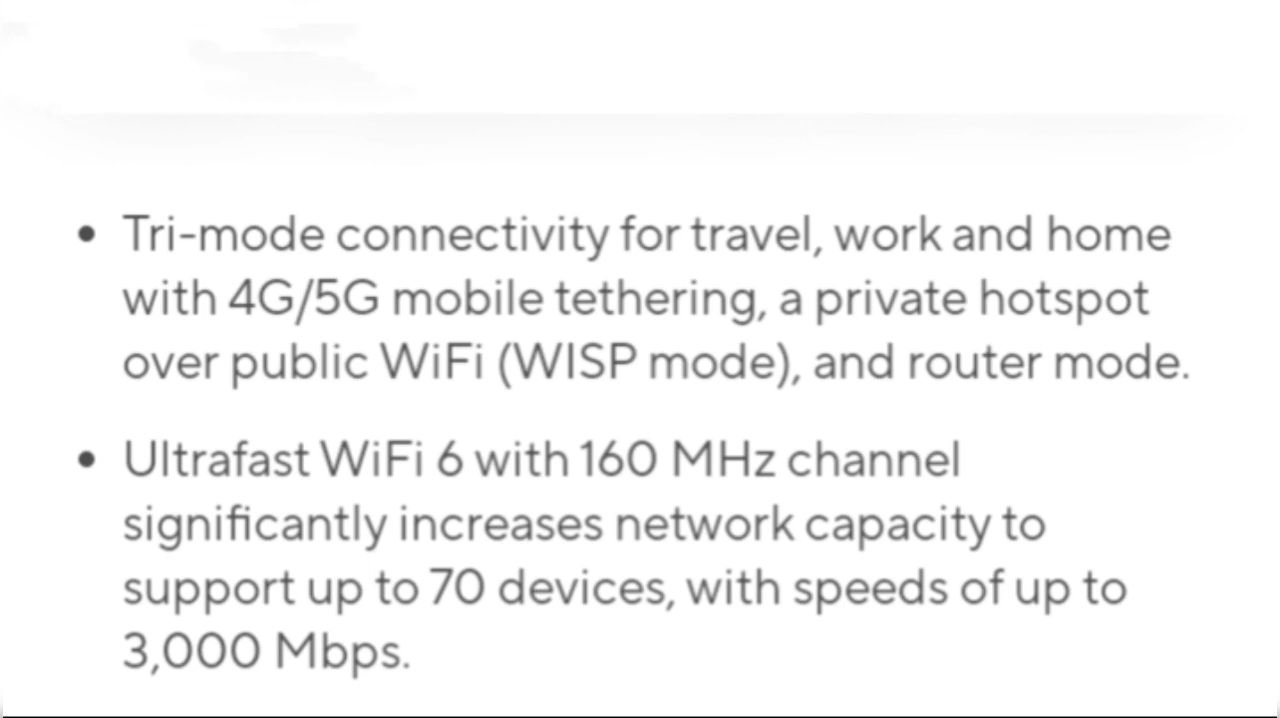 • Tri-mode connectivity for travel, work and home
with 4G/5G mobile tethering, a private hotspot
over public WiFi (WISP mode), and router mode.
• Ultrafast WiFi 6 with 160 MHz channel
significantly increases network capacity to
support up to 70 devices, with speeds of up to
3,000 Mbps.